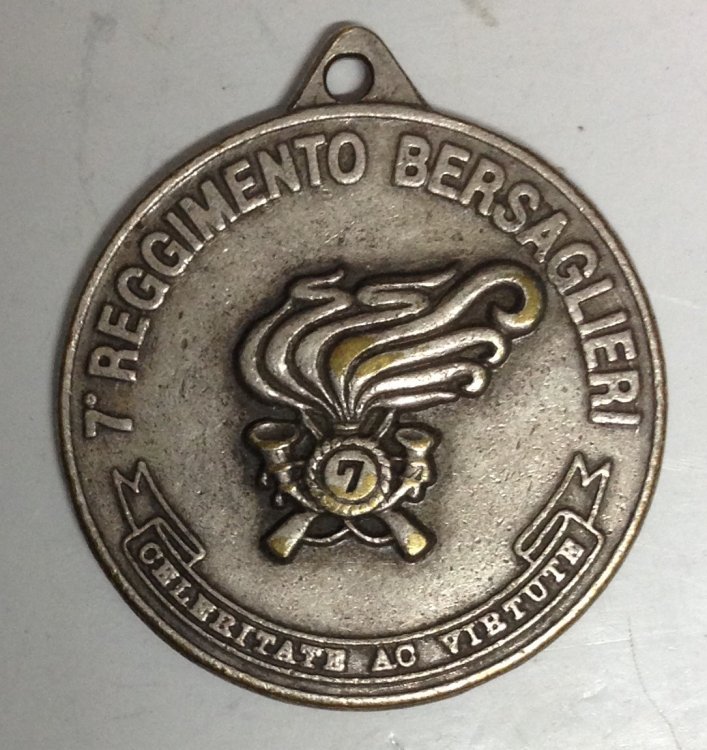 7° REGGIMENTO BERSAGLIERI
7
CELERITATE AC VIRTUTE